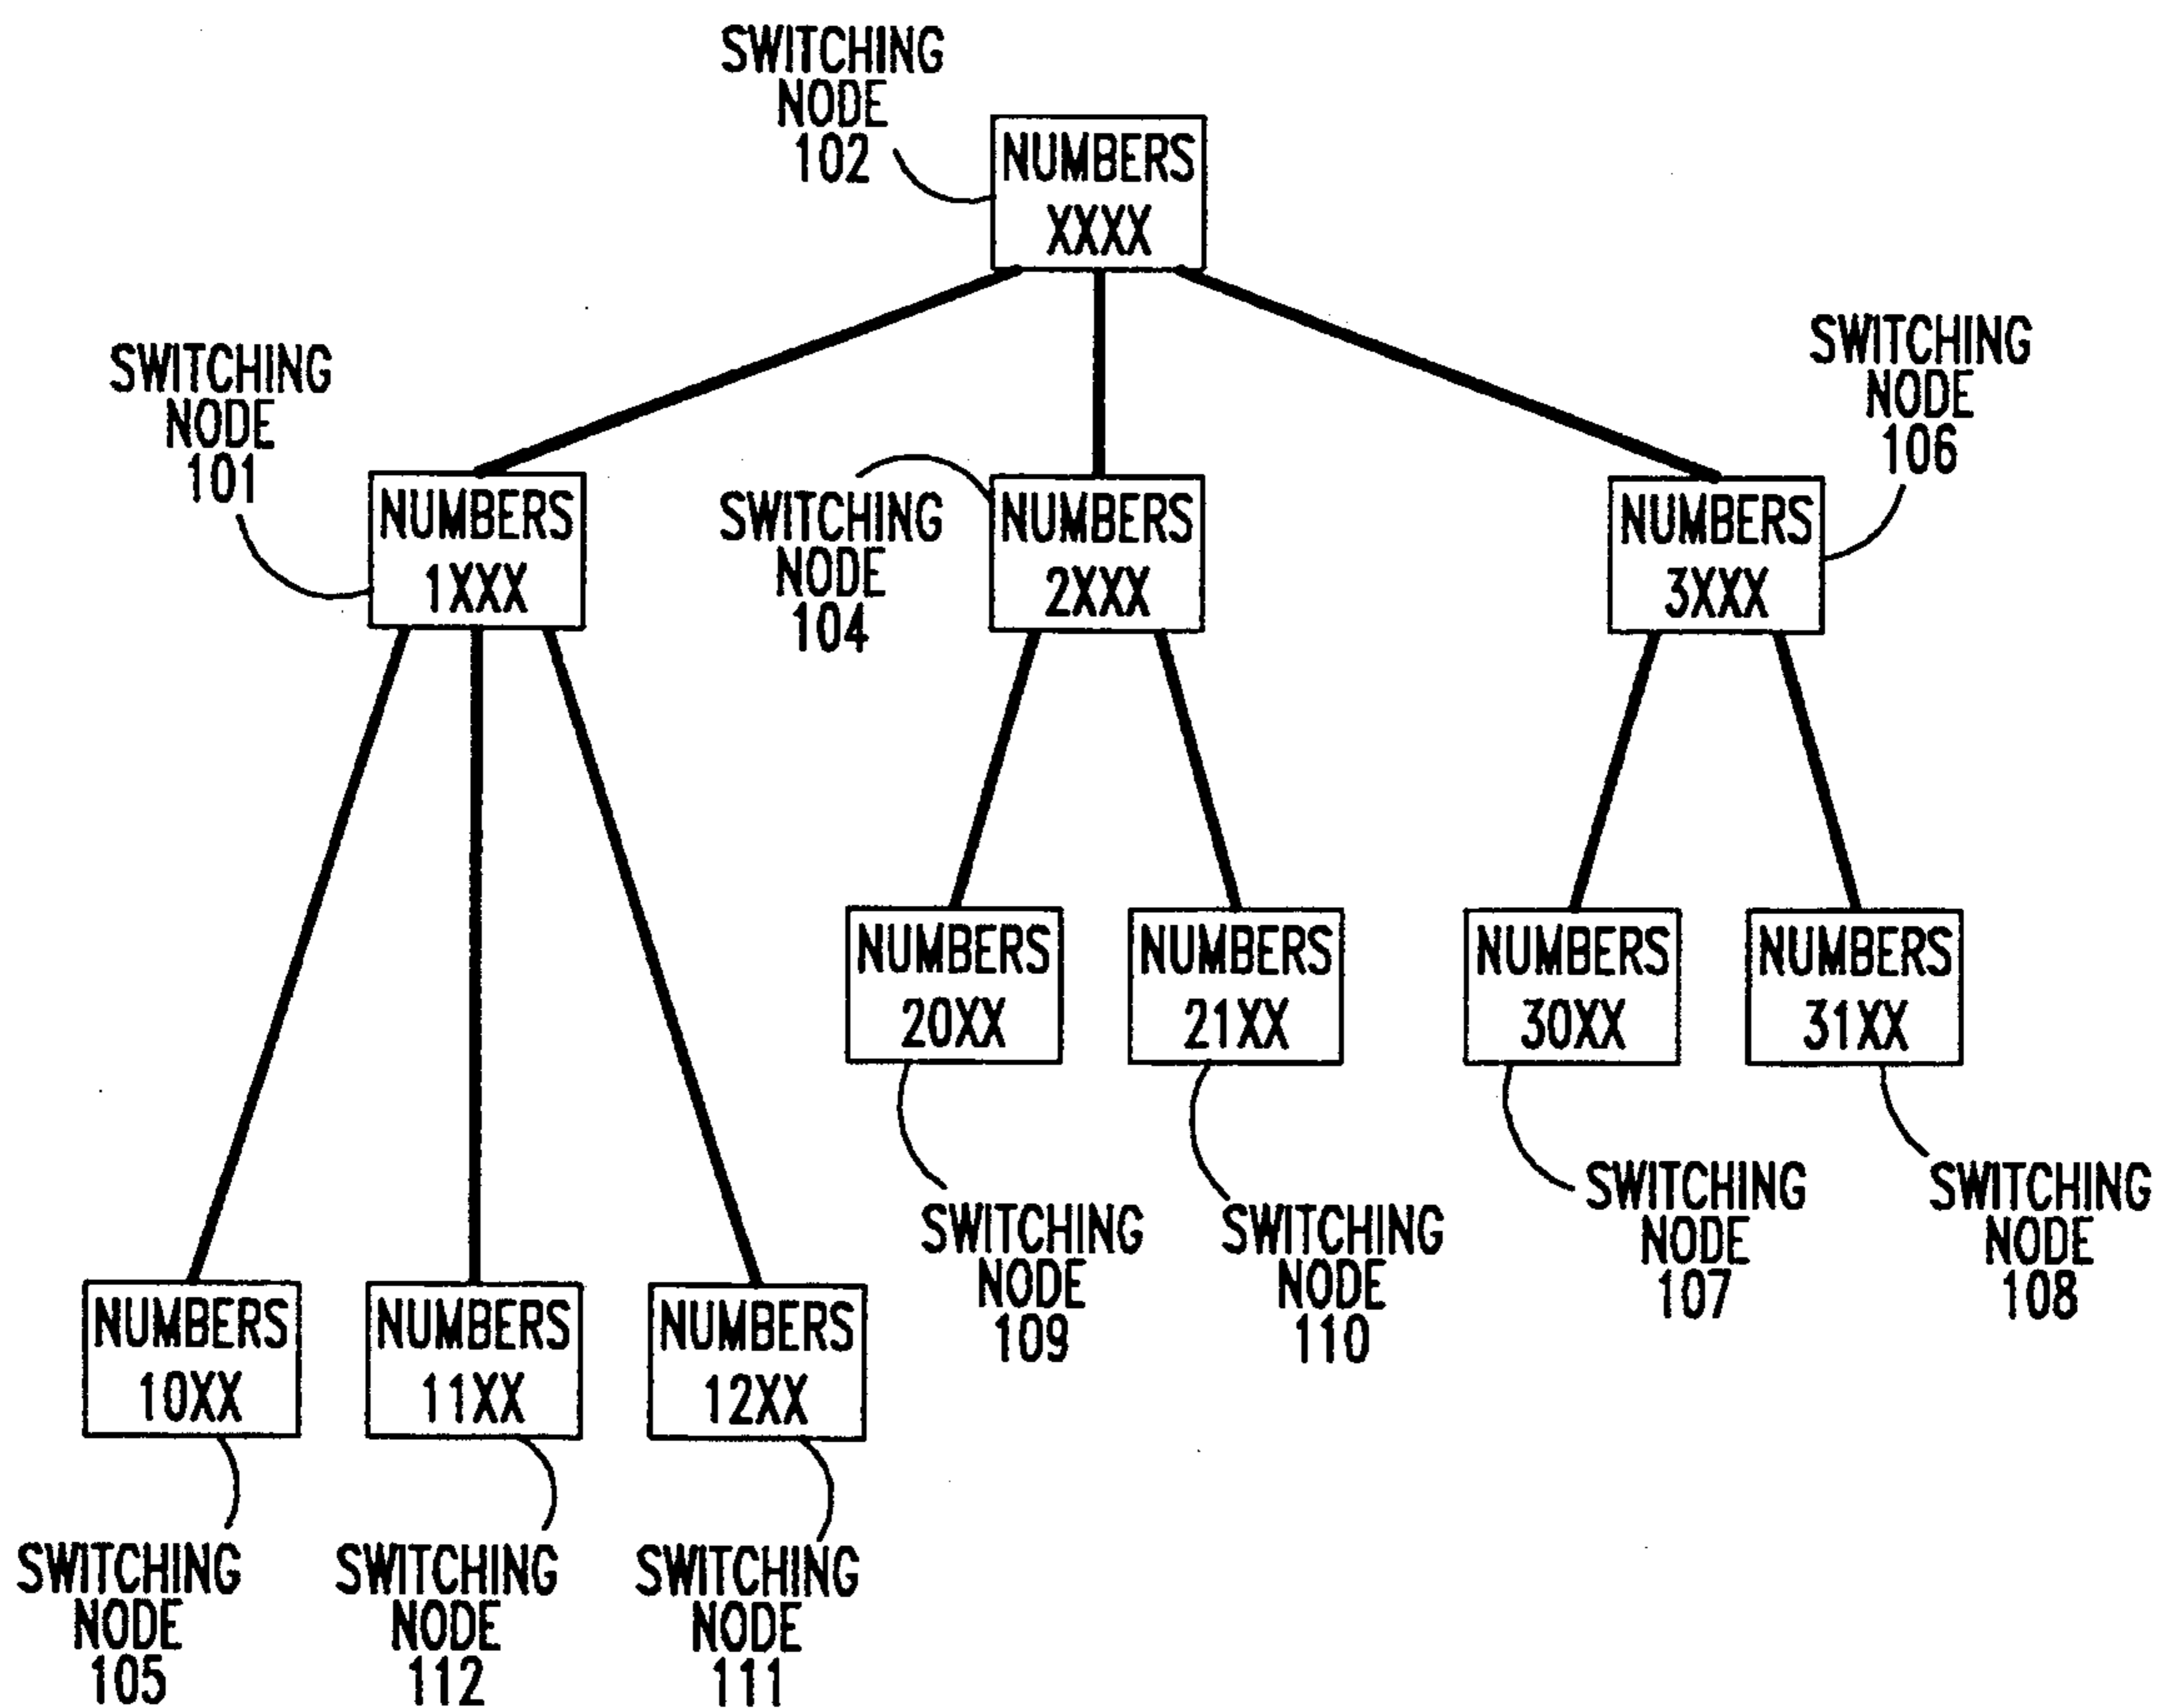 SWITCHING
NODE
102
NUMBERS
XXXX
SWITCHING
NODE
101
NUMBERS
1XXX
SWITCHING
NODE
104
NUMBERS
2XXX
SWITCHING
NODE
106
NUMBERS
3XXX
NUMBERS
20XX
NUMBERS
21XX
NUMBERS
30XX
NUMBERS
31XX
SWITCHING
NODE
109
SWITCHING
NODE
110
SWITCHING
NODE
107
SWITCHING
NODE
108
NUMBERS
10XX
NUMBERS
11XX
NUMBERS
12XX
SWITCHING
NODE
105
SWITCHING
NODE
112
SWITCHING
NODE
111